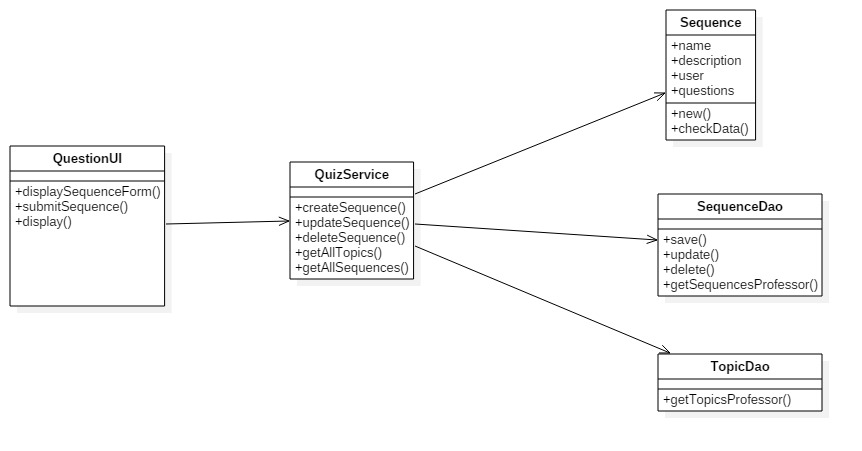 QuestionUI
+displaySequenceForm()
+submitSequence()
+display()
QuizService
+createSequence()
+updateSequence()
+deleteSequence()
+getAllTopics()
+getAllSequences()
Sequence
+name
+description
+user
+questions
+new()
+checkData()
SequenceDao
+save()
+update()
+delete()
+getSequencesProfessor()
TopicDao
+getTopicsProfessor()